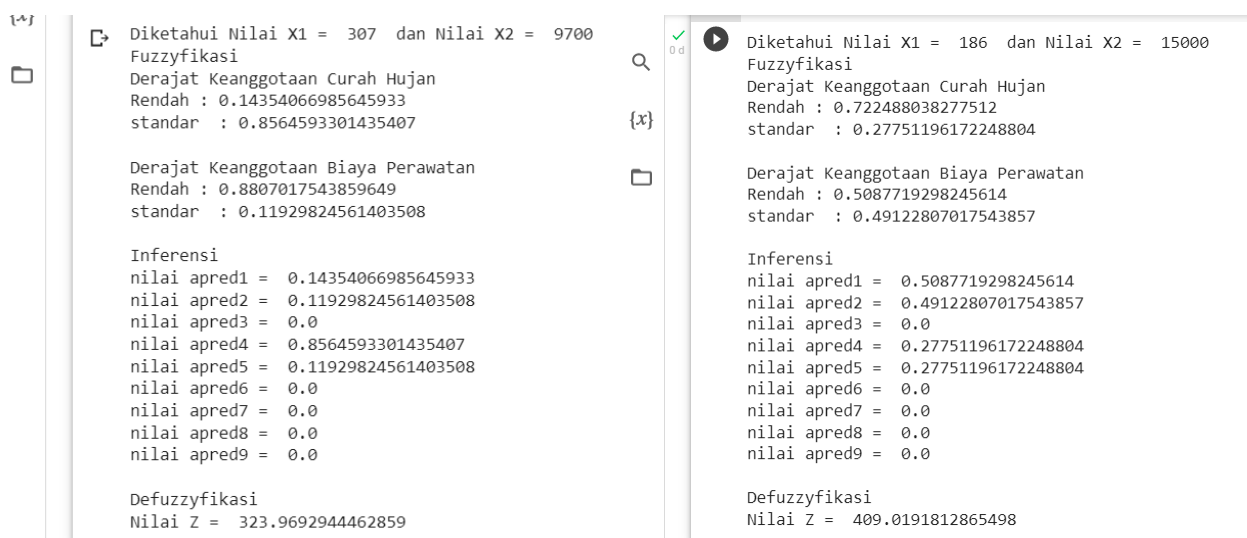 {x}
Diketahui Nilai X1 =  307  dan Nilai X2 =  9700
Fuzzyfikasi
Derajat Keanggotaan Curah Hujan
Rendah : 0.14354066985645933
standar  : 0.8564593301435407
Derajat Keanggotaan Biaya Perawatan
Rendah : 0.8807017543859649
standar  : 0.11929824561403508
Inferensi
nilai apred1 =  0.14354066985645933
nilai apred2 =  0.11929824561403508
nilai apred3 =  0.0
nilai apred4 =  0.8564593301435407
nilai apred5 =  0.11929824561403508
nilai apred6 =  0.0
nilai apred7 =  0.0
nilai apred8 =  0.0
nilai apred9 =  0.0
Defuzzyfikasi
Nilai Z =  323.9692944462859
{x}
0 d
Diketahui Nilai X1 =  186  dan Nilai X2 =  15000
Fuzzyfikasi
Derajat Keanggotaan Curah Hujan
Rendah : 0.722488038277512
standar  : 0.27751196172248804
Derajat Keanggotaan Biaya Perawatan
Rendah : 0.5087719298245614
standar  : 0.49122807017543857
Inferensi
nilai apred1 =  0.5087719298245614
nilai apred2 =  0.49122807017543857
nilai apred3 =  0.0
nilai apred4 =  0.27751196172248804
nilai apred5 =  0.27751196172248804
nilai apred6 =  0.0
nilai apred7 =  0.0
nilai apred8 =  0.0
nilai apred9 =  0.0
Defuzzyfikasi
Nilai Z =  409.0191812865498